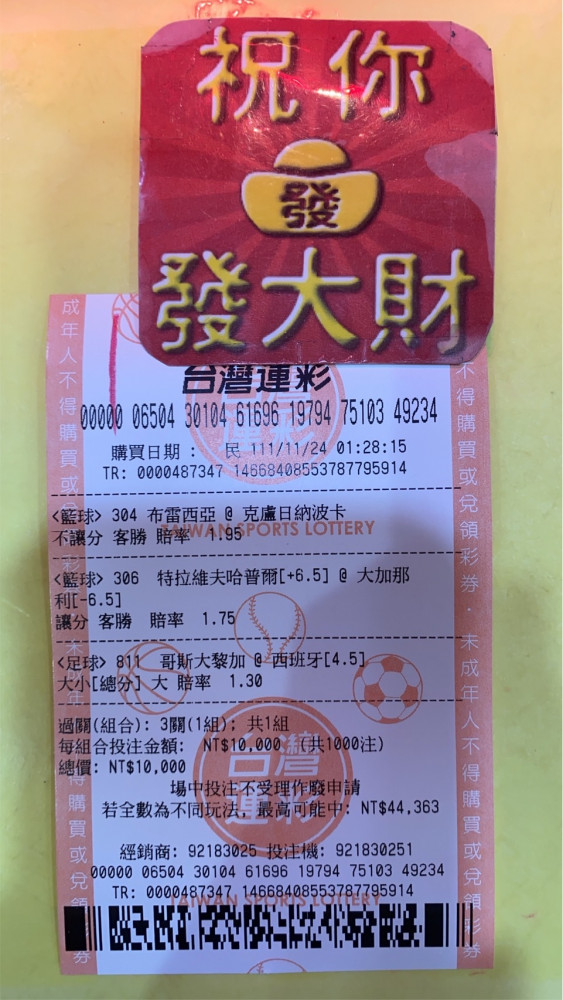 祝你
發
發大財
台灣運彩
00000 06504 30104 61696 19794 75103 49234
購買日期： 民 111/11/24 01:28:15
TR: 0000487347 14668408553787795914
<籃球> 304 布雷西亞 @ 克盧日納波卡
不讓分 客勝 賠率 1.95
TAIWAN SPORTS LOTTERY
<籃球> 306 特拉維夫哈普爾[+6.5] @ 大加那
利[-6.5]
讓分 客勝 賠率 1.75
<足球> 811 哥斯大黎加 @ 西班牙[4.5]
大小[總分] 大 賠率 1.30
過關(組合): 3關(1組); 共1組
每組合投注金額: NT$10,000 (共1000注)
總價: NT$10,000
場中投注不受理作廢申請
若全數為不同玩法, 最高可能中: NT$44,363
經銷商: 92183025 投注機: 921830251
00000 06504 30104 61696 19794 75103 49234
TR: 0000487347 14668408553787795914
TAIWAN SPORTS LOTTERY
成年人不得購買或兌
不得購買或兌領彩券．未成年人不得購買或兌領彩券
台灣運彩